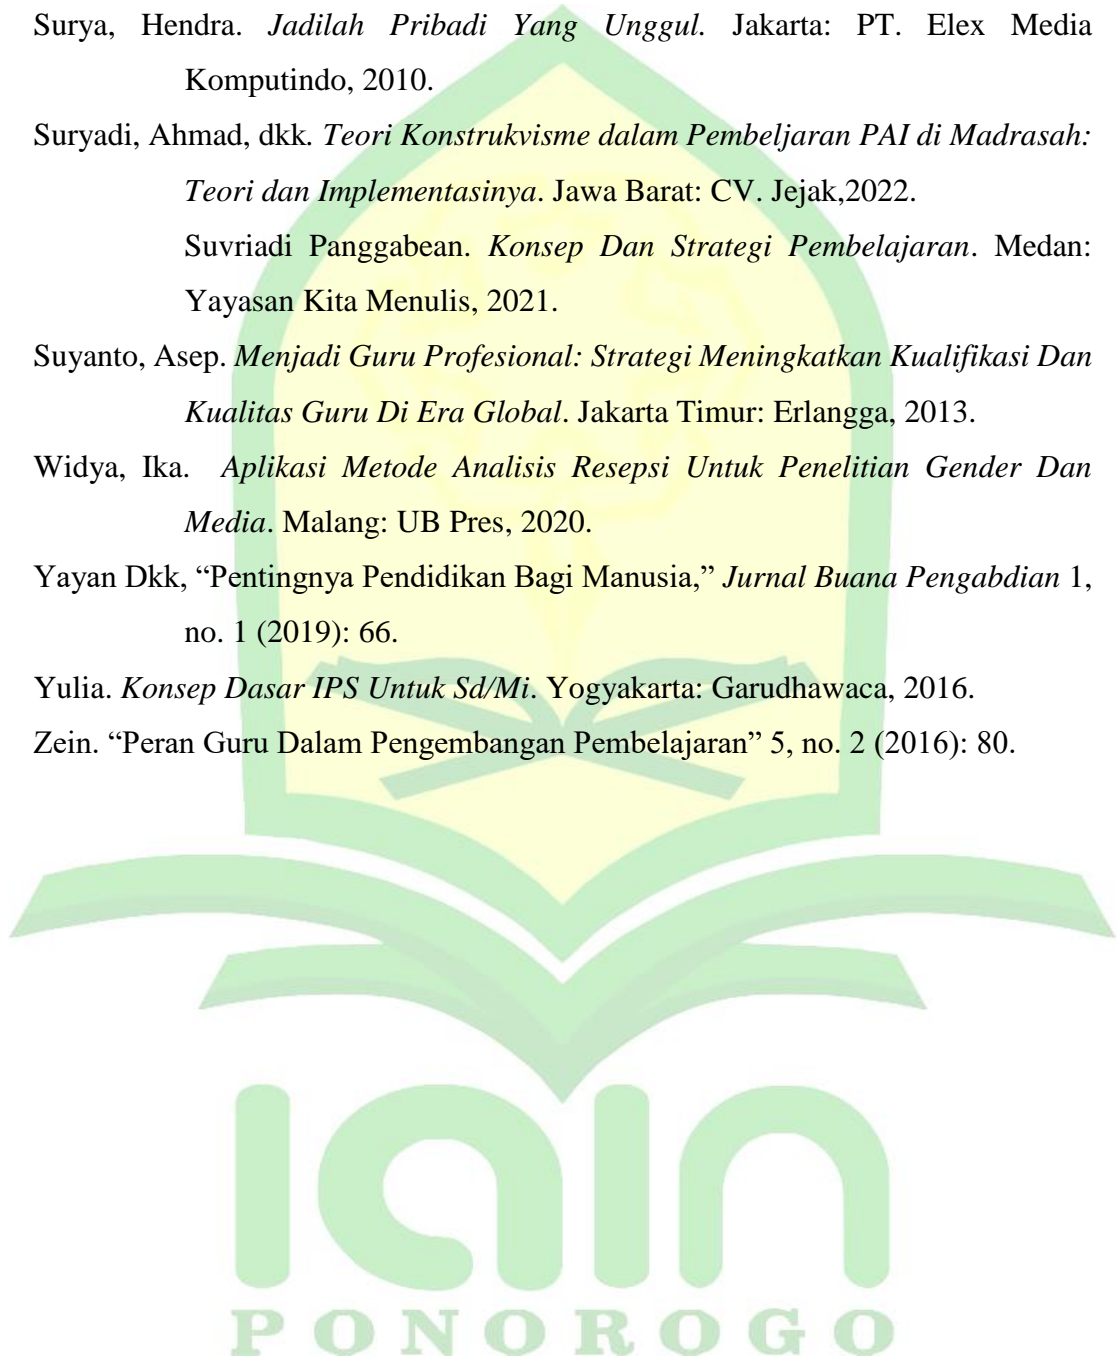 Surya, Hendra. Jadilah Pribadi Yang Unggul. Jakarta: PT. Elex Media
Komputindo, 2010.
Suryadi, Ahmad, dkk. Teori Konstrukvisme dalam Pembeljaran PAI di Madrasah:
Teori dan Implementasinya. Jawa Barat: CV. Jejak,2022.
Suvriadi Panggabean. Konsep Dan Strategi Pembelajaran. Medan:
Yayasan Kita Menulis, 2021.
Suyanto, Asep. Menjadi Guru Profesional: Strategi Meningkatkan Kualifikasi Dan
Kualitas Guru Di Era Global. Jakarta Timur: Erlangga, 2013.
Widya, Ika. Aplikasi Metode Analisis Resepsi Untuk Penelitian Gender Dan
Media. Malang: UB Pres, 2020.
Yayan Dkk, “Pentingnya Pendidikan Bagi Manusia,” Jurnal Buana Pengabdian 1,
no. 1 (2019): 66.
Yulia. Konsep Dasar IPS Untuk Sd/Mi. Yogyakarta: Garudhawaca, 2016.
Zein. “Peran Guru Dalam Pengembangan Pembelajaran” 5, no. 2 (2016): 80.
iain
PONOROGO